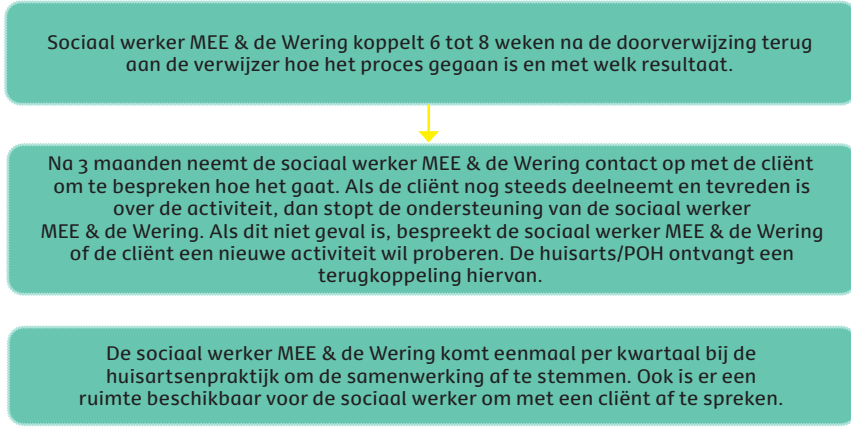 Sociaal werker MEE & de Wering koppelt 6 tot 8 weken na de doorverwijzing terug
aan de verwijzer hoe het proces gegaan is en met welk resultaat.
Na 3 maanden neemt de sociaal werker MEE & de Wering contact op met de cliënt
om te bespreken hoe het gaat. Als de cliënt nog steeds deelneemt en tevreden is
over de activiteit, dan stopt de ondersteuning van de sociaal werker
MEE & de Wering. Als dit niet geval is, bespreekt de sociaal werker MEE & de Wering
of de cliënt een nieuwe activiteit wil proberen. De huisarts/POH ontvangt een
terugkoppeling hiervan.
De sociaal werker MEE & de Wering komt eenmaal per kwartaal bij de
huisartsenpraktijk om de samenwerking af te stemmen. Ook is er een
ruimte beschikbaar voor de sociaal werker om met een cliënt af te spreken.